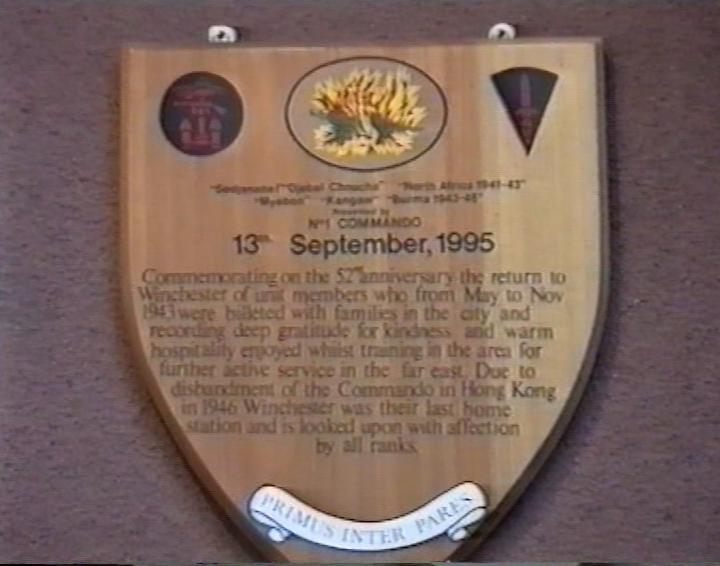 "Sedjenane" "Djebel Choucha" "North Africa 1941-43"
"Myebon" "Kangaw" "Burma 1943-45"
Presented by
No 1 COMMANDO
13th September, 1995
Commemorating on the 52nd anniversary the return to
Winchester of unit members who from May to Nov
1943 were billeted with families in the city and
recording deep gratitude for kindness and warm
hospitality enjoyed whilst training in the area for
further active service in the far east. Due to
disbandment of the Commando in Hong Kong
in 1946 Winchester was their last home
station and is looked upon with affection
by all ranks.
PRIMUS INTER PARES